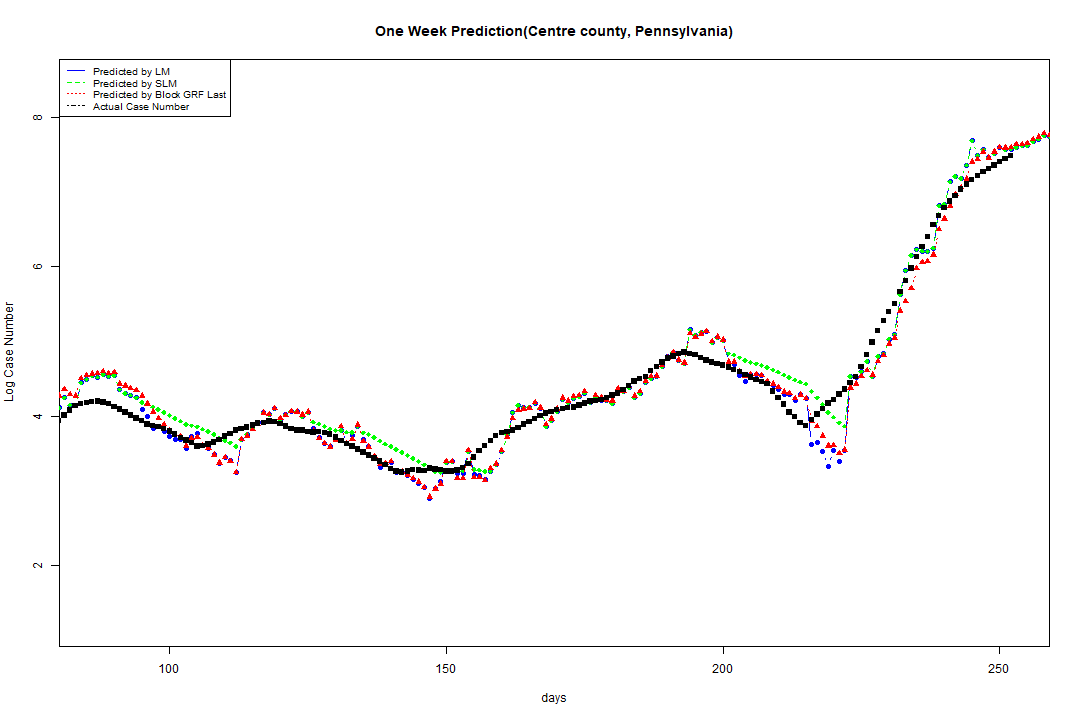 One Week Prediction(Centre county, Pennsylvania)
Predicted by LM
Predicted by SLM
Predicted by Block GRF Last
Actual Case Number
8
6
4
2
Log Case Number
100
150
200
250
days